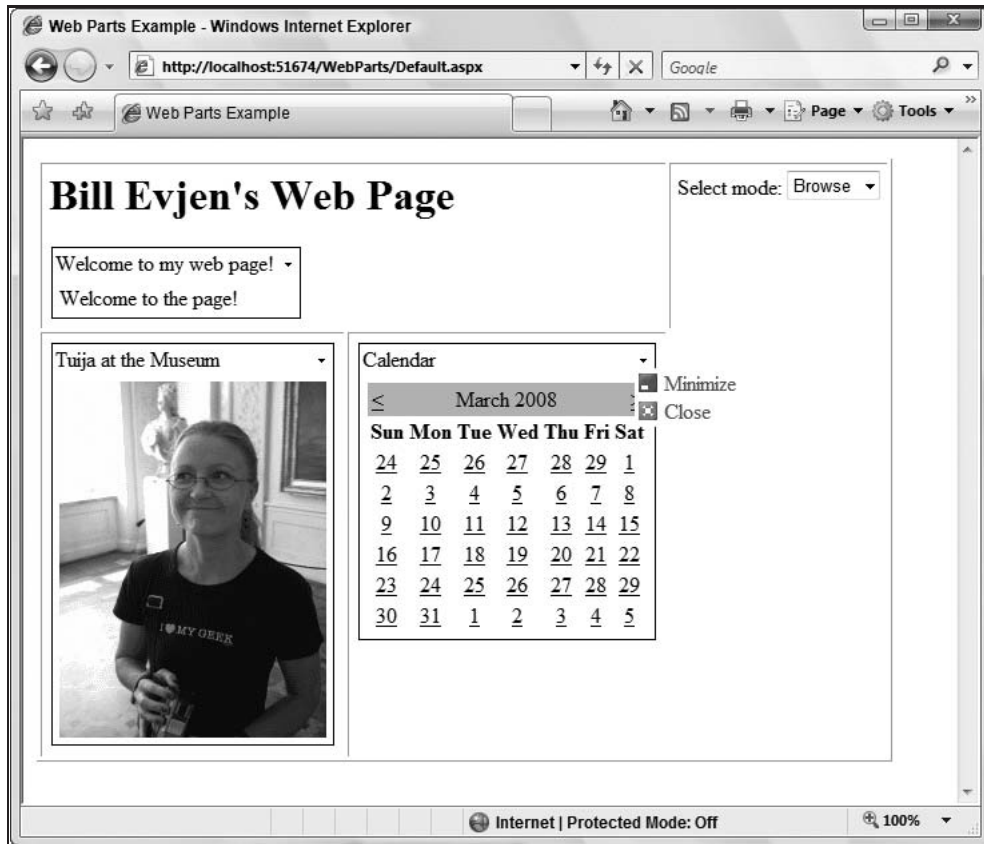 Web Parts Example - Windows Internet Explorer
http://localhost:51674/WebParts/Default.aspx
Google
Web Parts Example
Page
Tools
Bill Evjen's Web Page
Select mode: Browse
Welcome to my web page!
Welcome to the page!
Tuija at the Museum
I ♥ MY GEEK
Calendar
Minimize
Close
< March 2008 >
Sun Mon Tue Wed Thu Fri Sat
24 25 26 27 28 29 1
2 3 4 5 6 7 8
9 10 11 12 13 14 15
16 17 18 19 20 21 22
23 24 25 26 27 28 29
30 31 1 2 3 4 5
Internet | Protected Mode: Off
100%